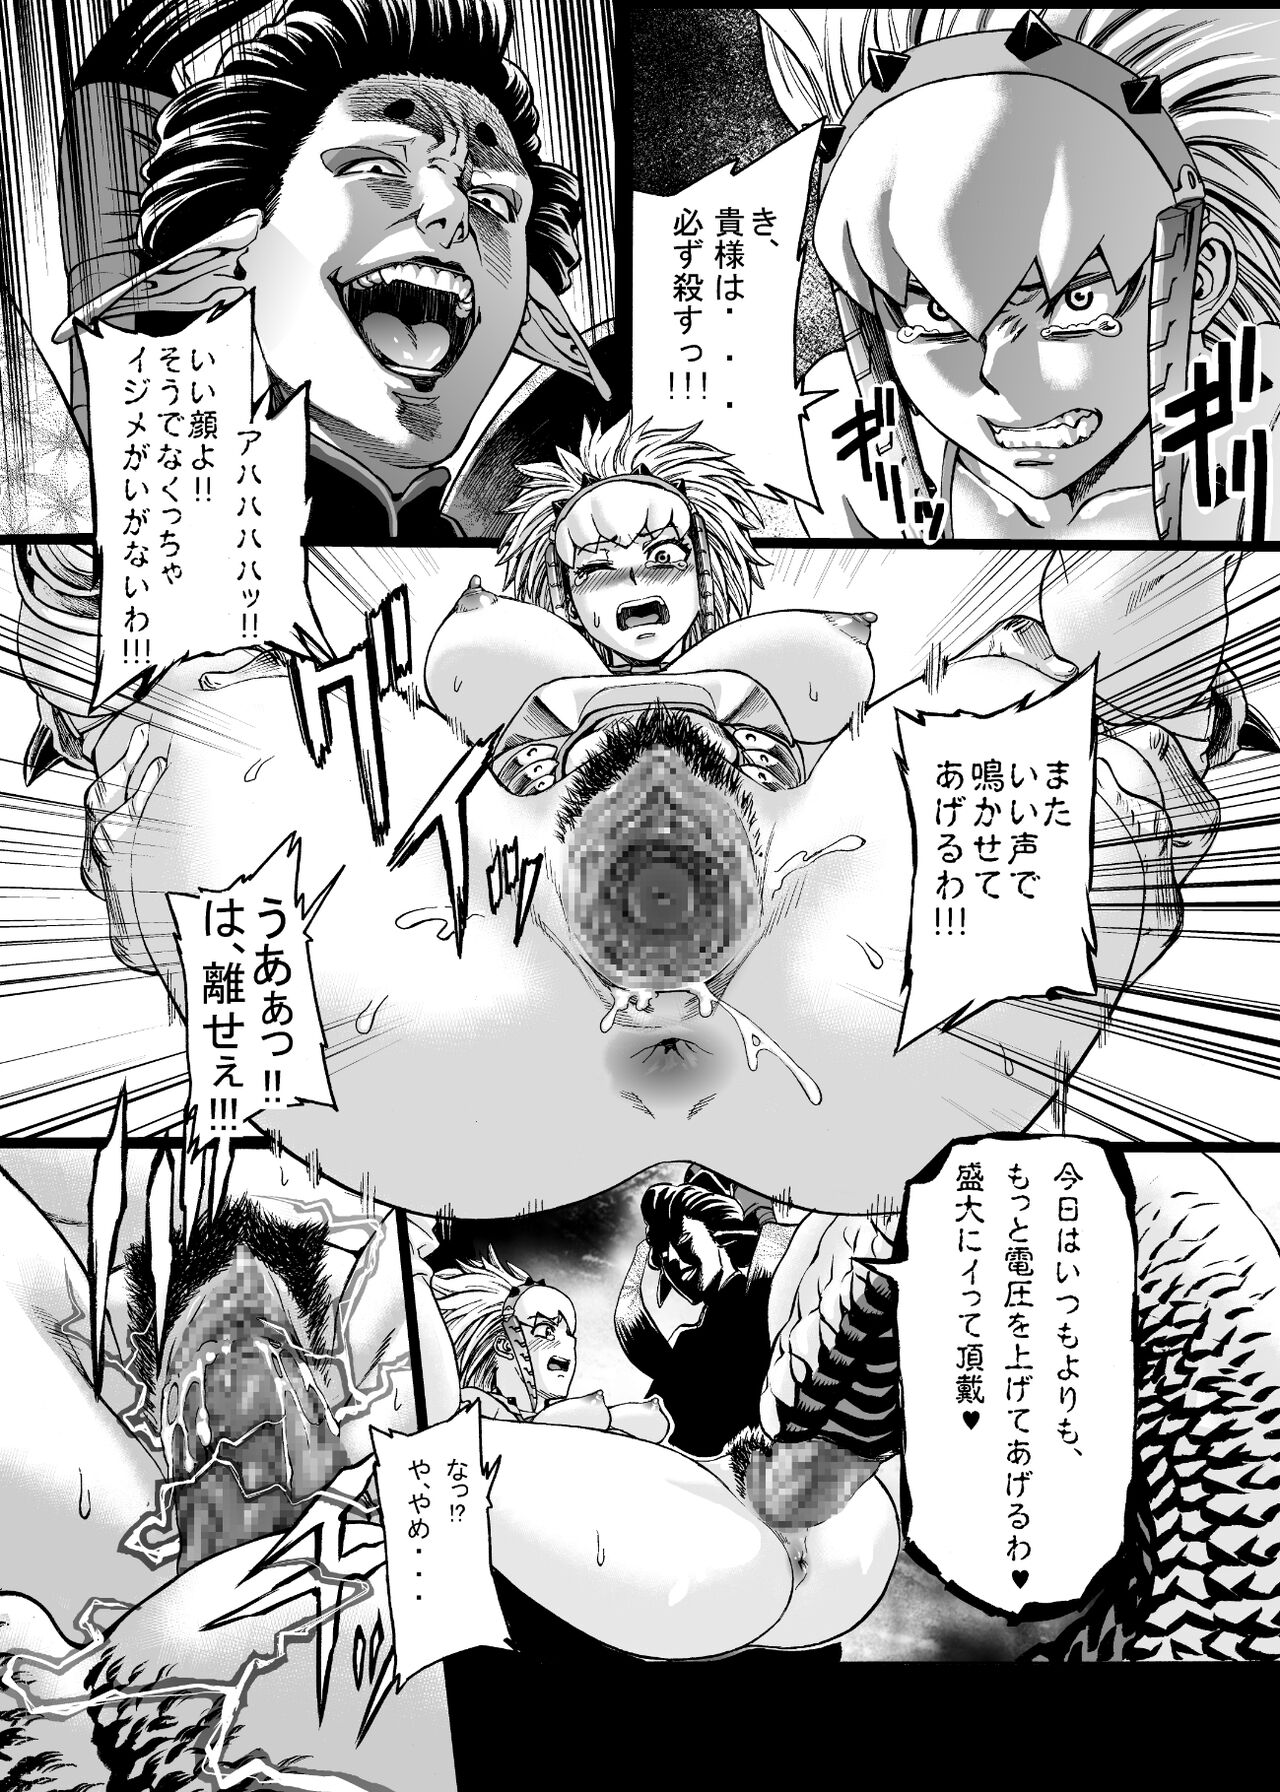 き、
貴様は・・・
必ず殺すっ!!!
ギリ
ギリッ
アハハハハッ!!
いい顔よ!!
そうでなくっちゃ
イジメがいがないわ!!!
また
いい声で
鳴かせて
あげるわ!!!
うあぁっ!!
は、離せぇ!!!
今日はいつもよりも、
もっと電圧を上げてあげるわ♥
盛大にイって頂戴♥
なっ!?
や、やめ・・・